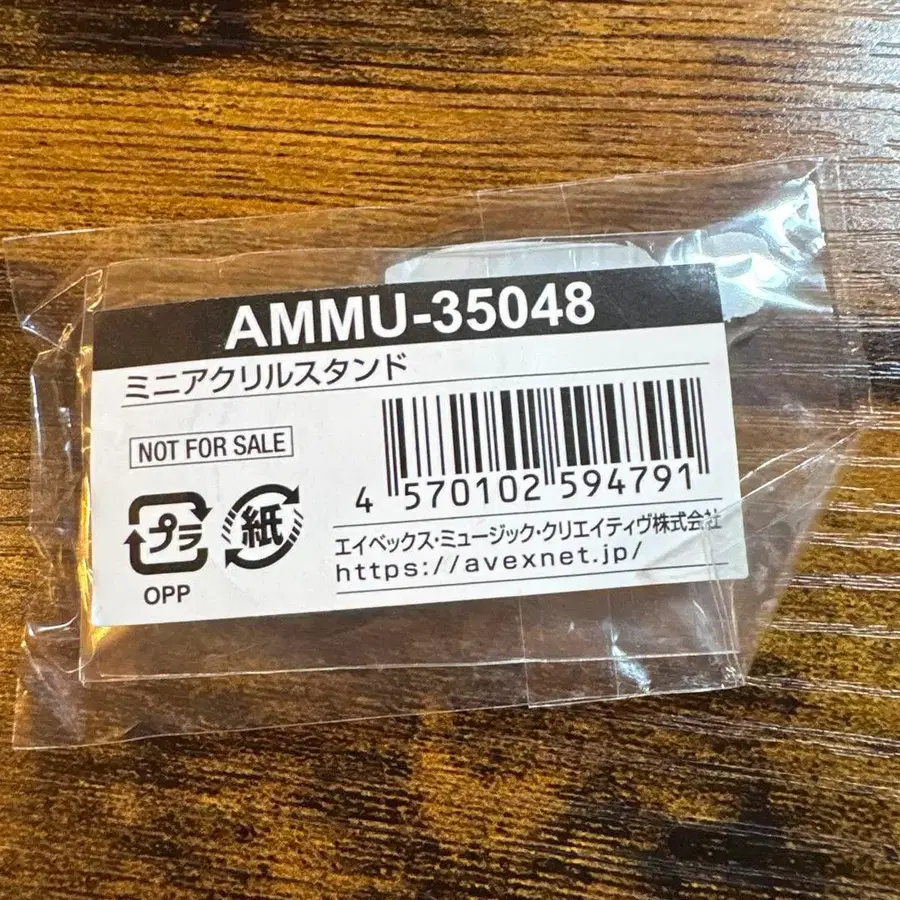 AMMU-35048
ミニアクリルスタンド
NOT FOR SALE
4 570102 594791
プラ
紙
OPP
エイベックス・ミュージック・クリエイティヴ株式会社
https://avexnet.jp/